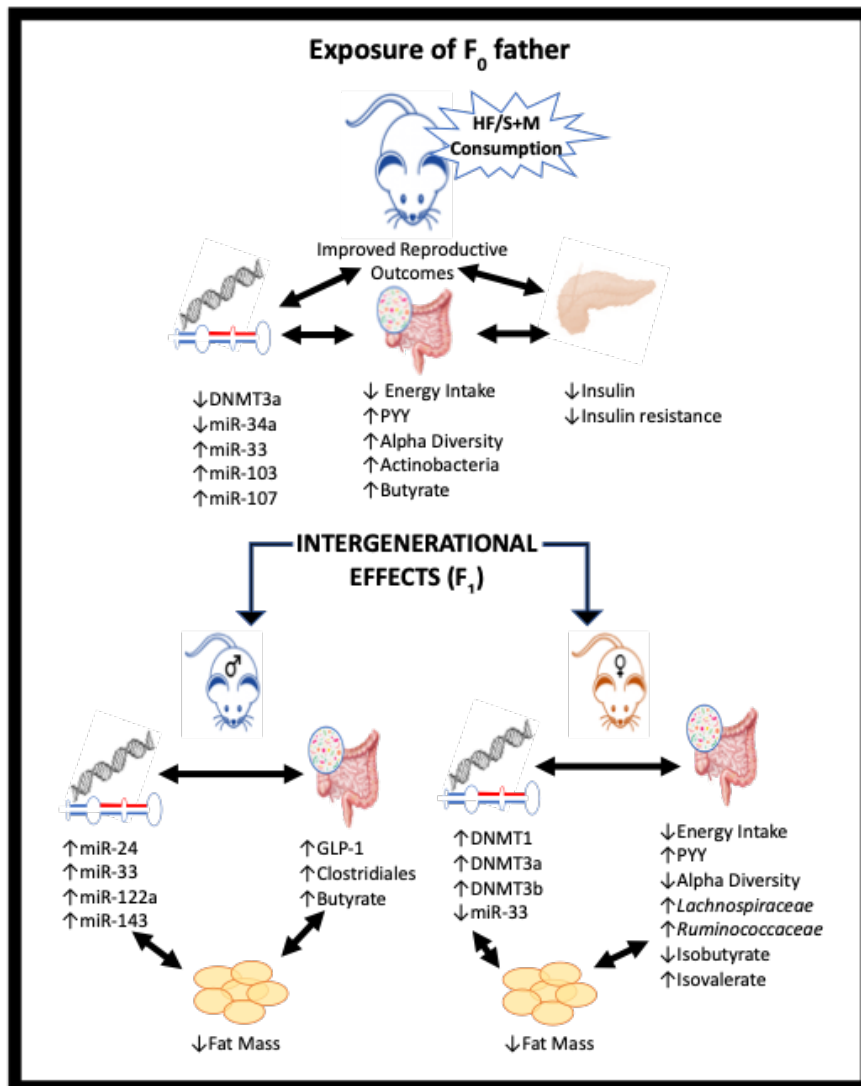 Exposure of F₀ father
HF/S+M
Consumption
Improved Reproductive
Outcomes
↓DNMT3a
↓miR-34a
↑miR-33
↑miR-103
↑miR-107
↓ Energy Intake
↑PYY
↑Alpha Diversity
↑Actinobacteria
↑Butyrate
↓Insulin
↓Insulin resistance
INTERGENERATIONAL
EFFECTS (F₁)
♂
♀
↑miR-24
↑miR-33
↑miR-122a
↑miR-143
↑GLP-1
↑Clostridiales
↑Butyrate
↓Fat Mass
↑DNMT1
↑DNMT3a
↑DNMT3b
↓miR-33
↓Energy Intake
↑PYY
↓Alpha Diversity
↑Lachnospiraceae
↑Ruminococcaceae
↓Isobutyrate
↑Isovalerate
↓Fat Mass